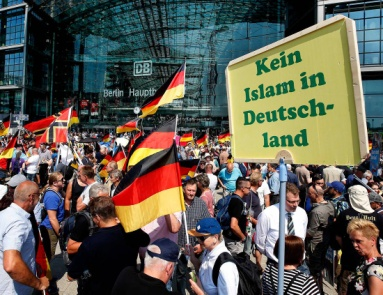 DB
Berlin Haupt
Kein
Islam in
Deutsch-
land